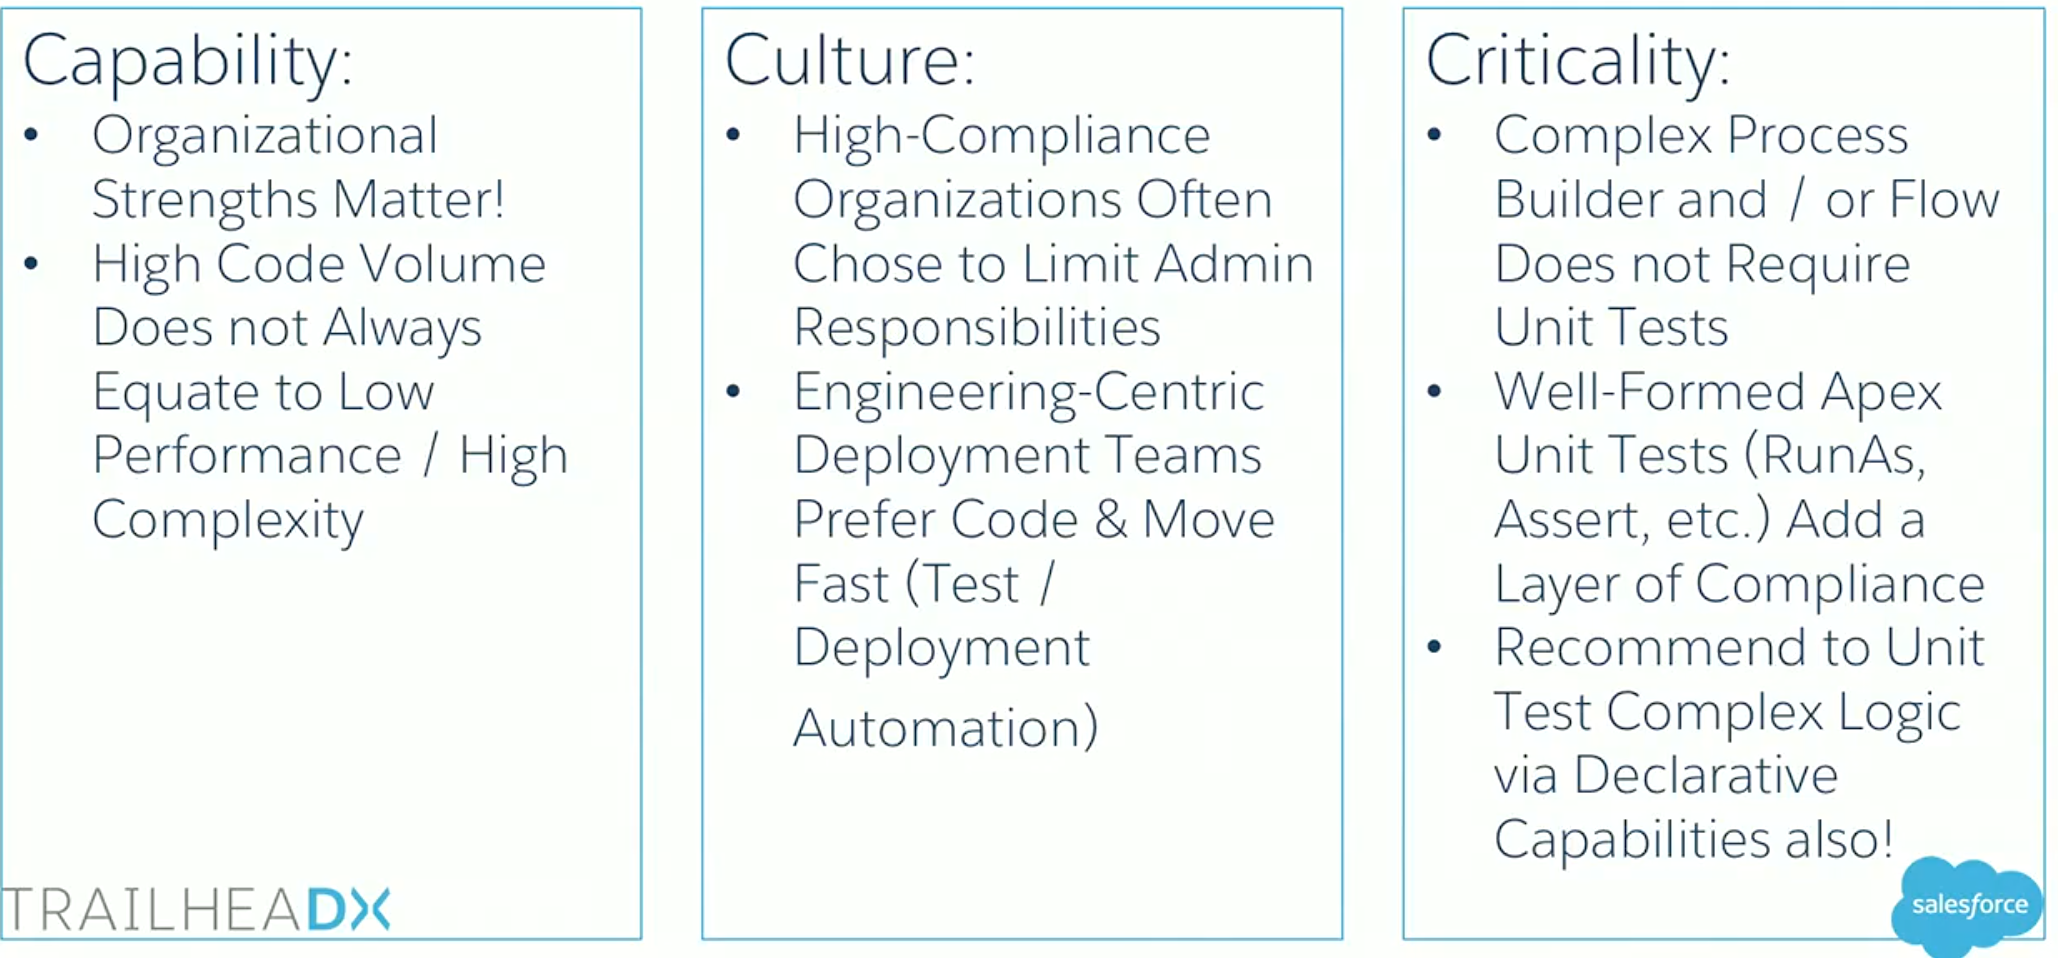 Capability:
• Organizational
Strengths Matter!
• High Code Volume
Does not Always
Equate to Low
Performance / High
Complexity
Culture:
• High-Compliance
Organizations Often
Chose to Limit Admin
Responsibilities
• Engineering-Centric
Deployment Teams
Prefer Code & Move
Fast (Test /
Deployment
Automation)
Criticality:
• Complex Process
Builder and / or Flow
Does not Require
Unit Tests
• Well-Formed Apex
Unit Tests (RunAs,
Assert, etc.) Add a
Layer of Compliance
• Recommend to Unit
Test Complex Logic
via Declarative
Capabilities also!
TRAILHEADX
salesforce